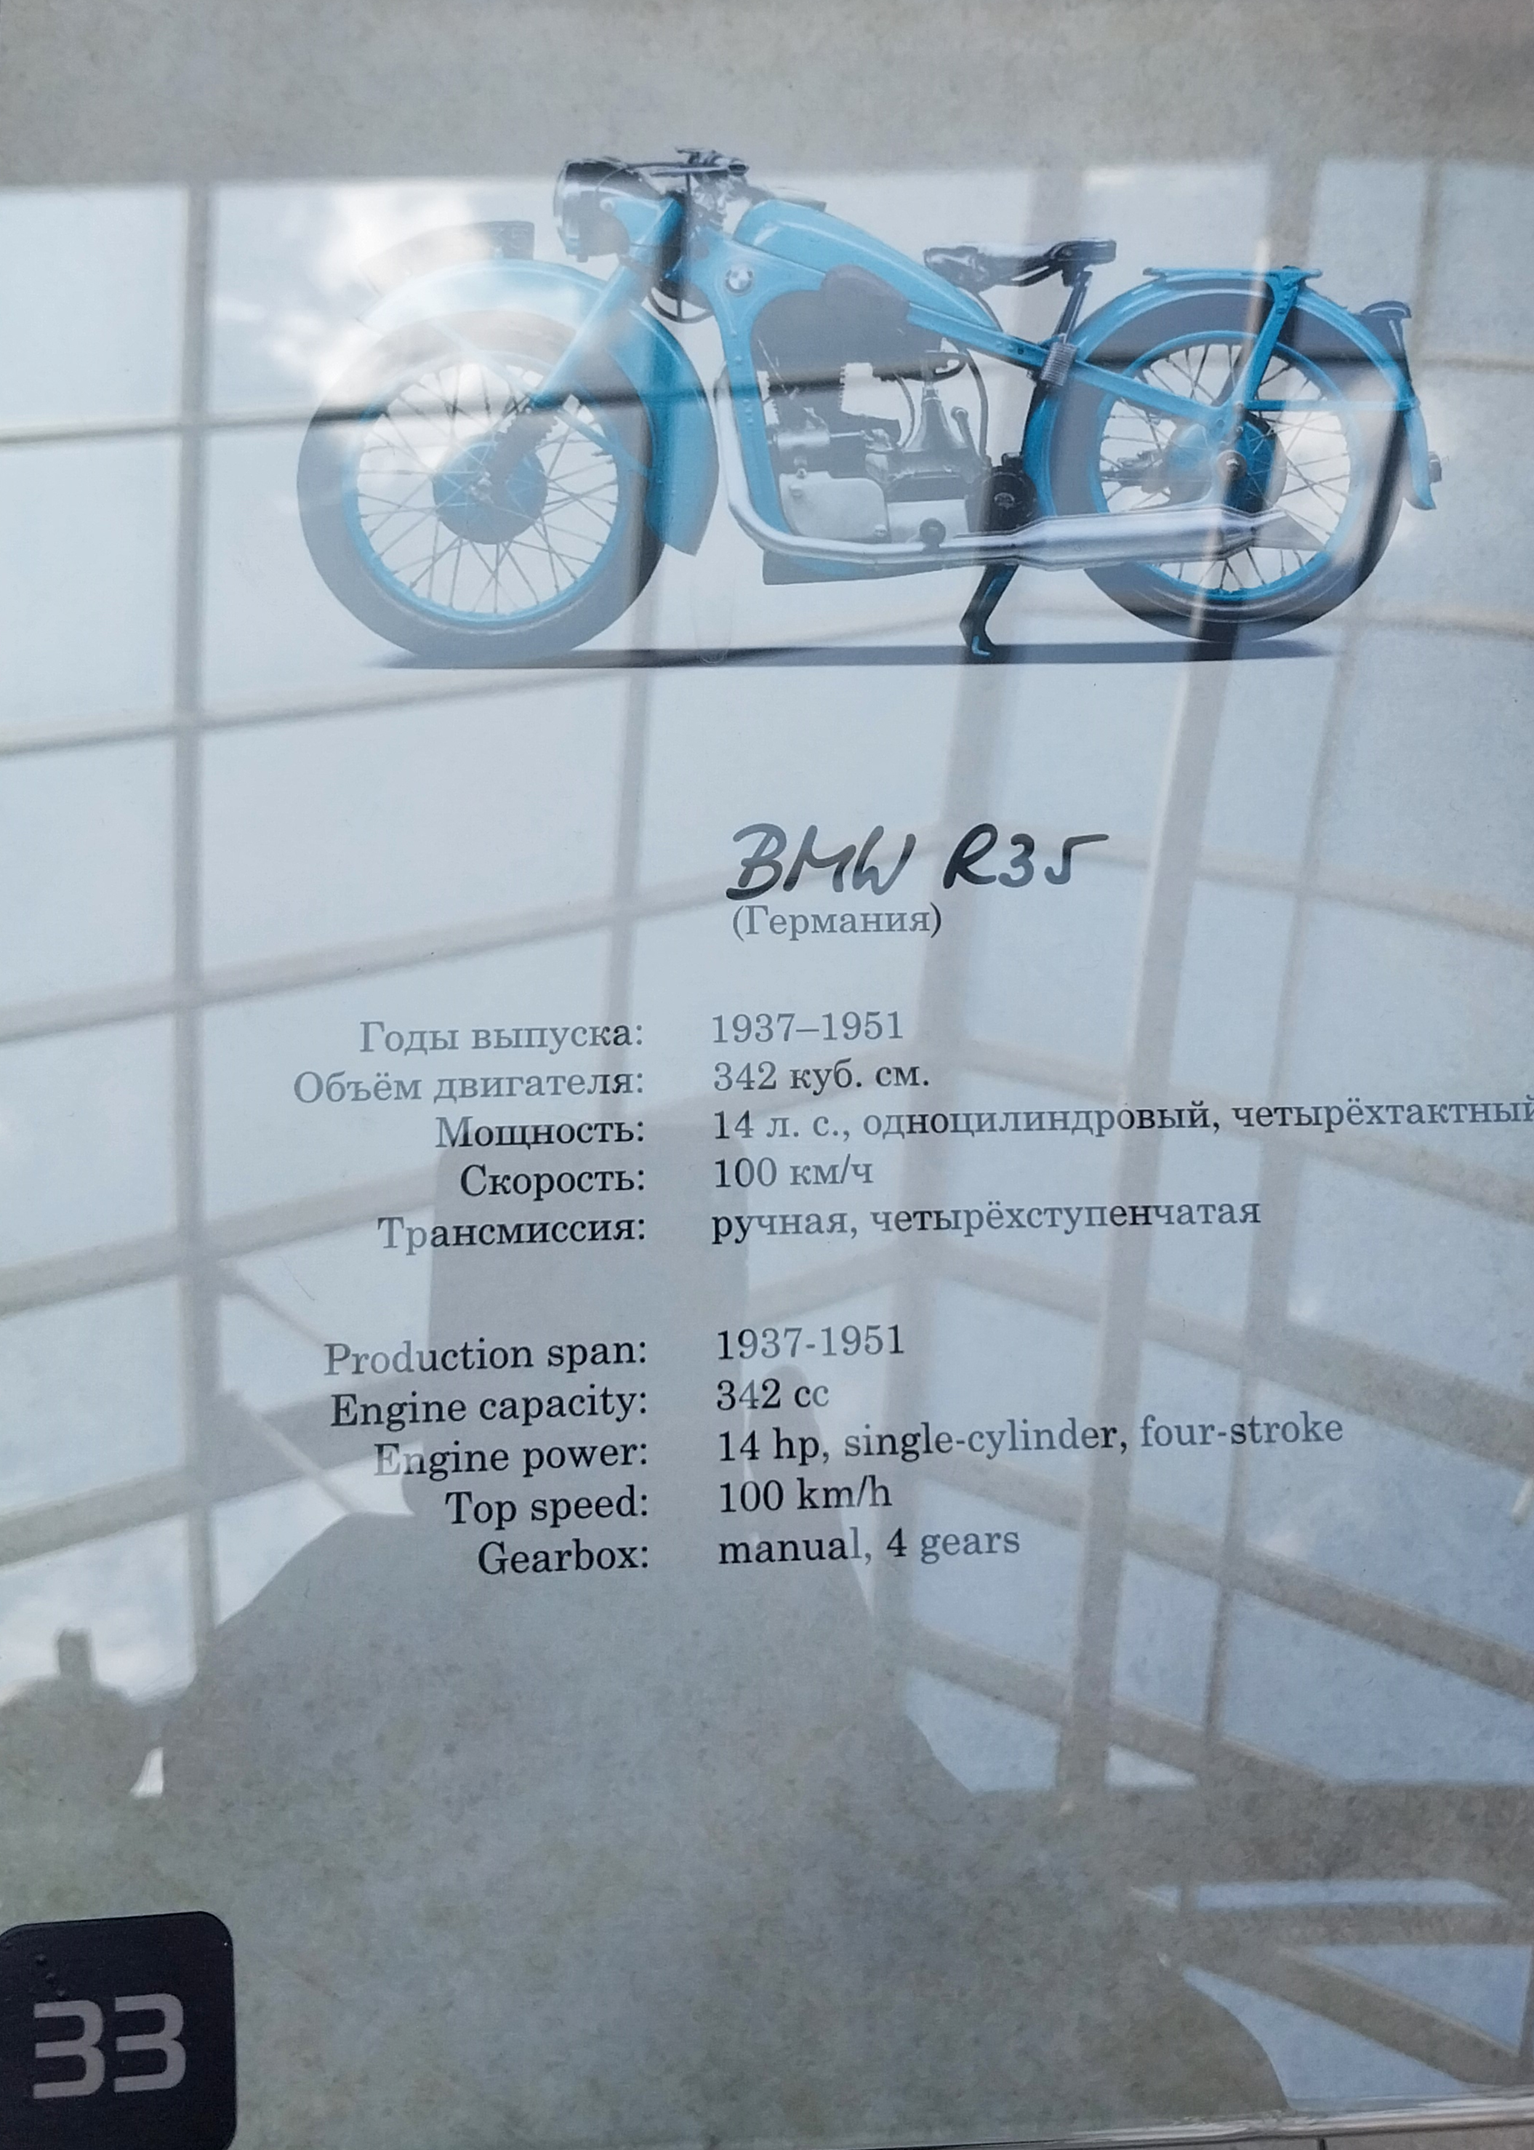 BMW R35
(Германия)
Годы выпуска: 1937–1951
Объём двигателя: 342 куб. см.
Мощность: 14 л. с., одноцилиндровый, четырёхтактный
Скорость: 100 км/ч
Трансмиссия: ручная, четырёхступенчатая
Production span: 1937-1951
Engine capacity: 342 cc
Engine power: 14 hp, single-cylinder, four-stroke
Top speed: 100 km/h
Gearbox: manual, 4 gears
33